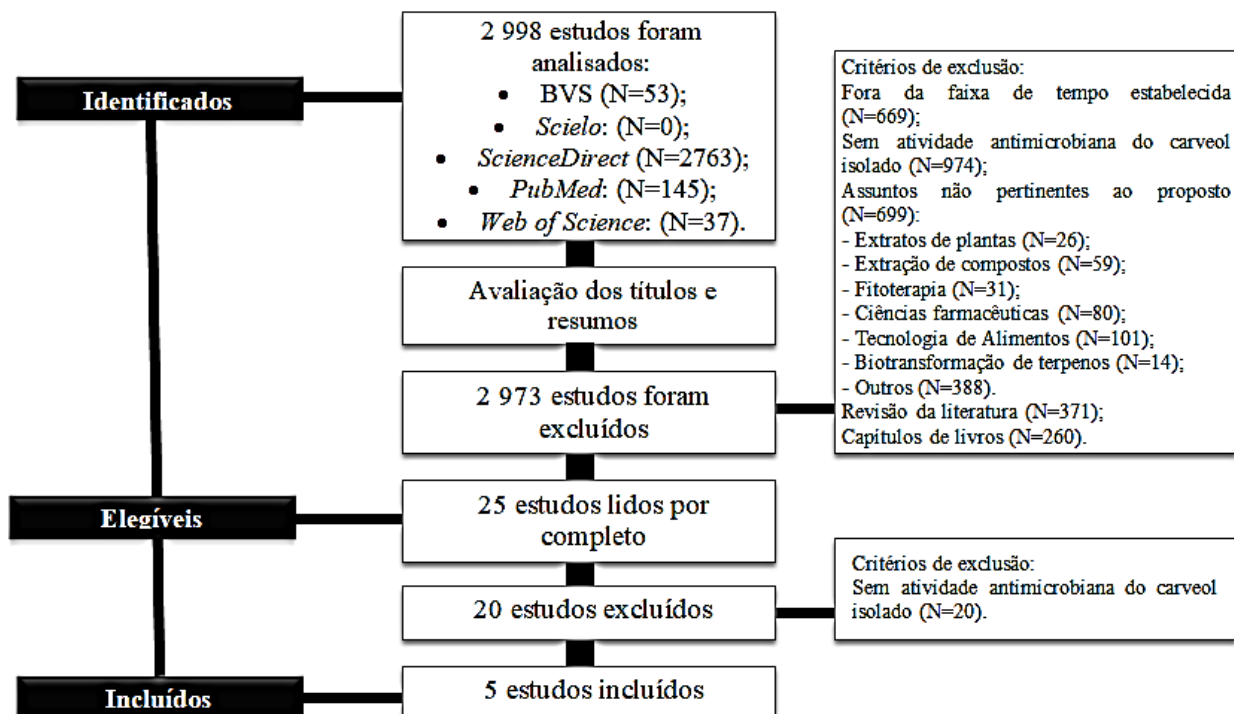 2 998 estudos foram
analisados:
• BVS (N=53);
• Scielo: (N=0);
• ScienceDirect (N=2763);
• PubMed: (N=145);
• Web of Science: (N=37).
Identificados
Critérios de exclusão:
Fora da faixa de tempo estabelecida
(N=669);
Sem atividade antimicrobiana do carveol
isolado (N=974);
Assuntos não pertinentes ao proposto
(N=699):
- Extratos de plantas (N=26);
- Extração de compostos (N=59);
- Fitoterapia (N=31);
- Ciências farmacêuticas (N=80);
- Tecnologia de Alimentos (N=101);
- Biotransformação de terpenos (N=14);
- Outros (N=388).
Revisão da literatura (N=371);
Capítulos de livros (N=260).
Avaliação dos títulos e
resumos
2 973 estudos foram
excluídos
Elegíveis
25 estudos lidos por
completo
20 estudos excluídos
Critérios de exclusão:
Sem atividade antimicrobiana do carveol
isolado (N=20).
Incluídos
5 estudos incluídos